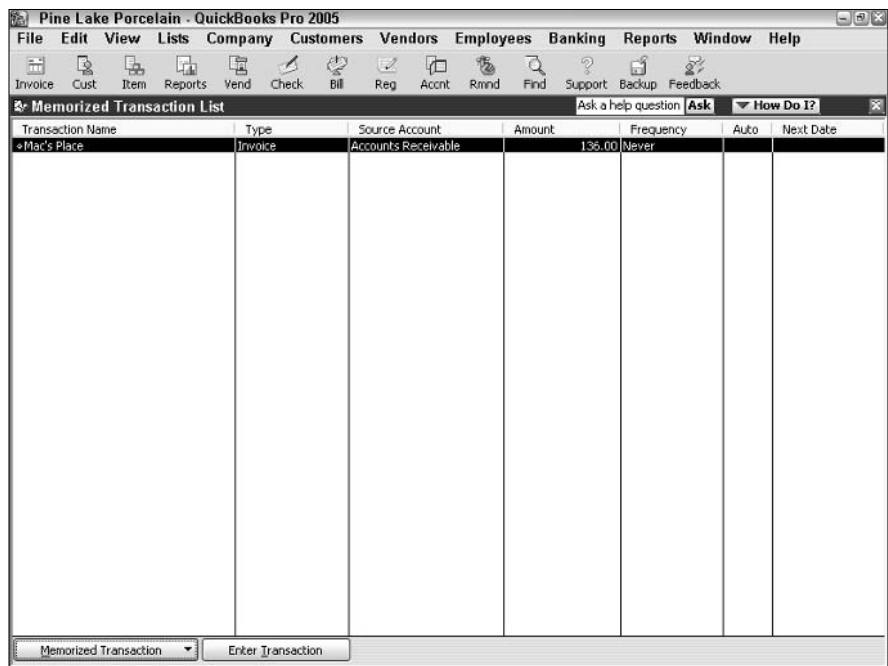 Pine Lake Porcelain - QuickBooks Pro 2005
File Edit View Lists Company Customers Vendors Employees Banking Reports Window Help
Invoice Cust Item Reports Vend Check Bill Reg Accnt Rmnd Find Support Backup Feedback
Memorized Transaction List Ask a help question Ask How Do I?
Transaction Name Type Source Account Amount Frequency Auto Next Date
Mac's Place Invoice Accounts Receivable 136.00 Never
Memorized Transaction Enter Transaction